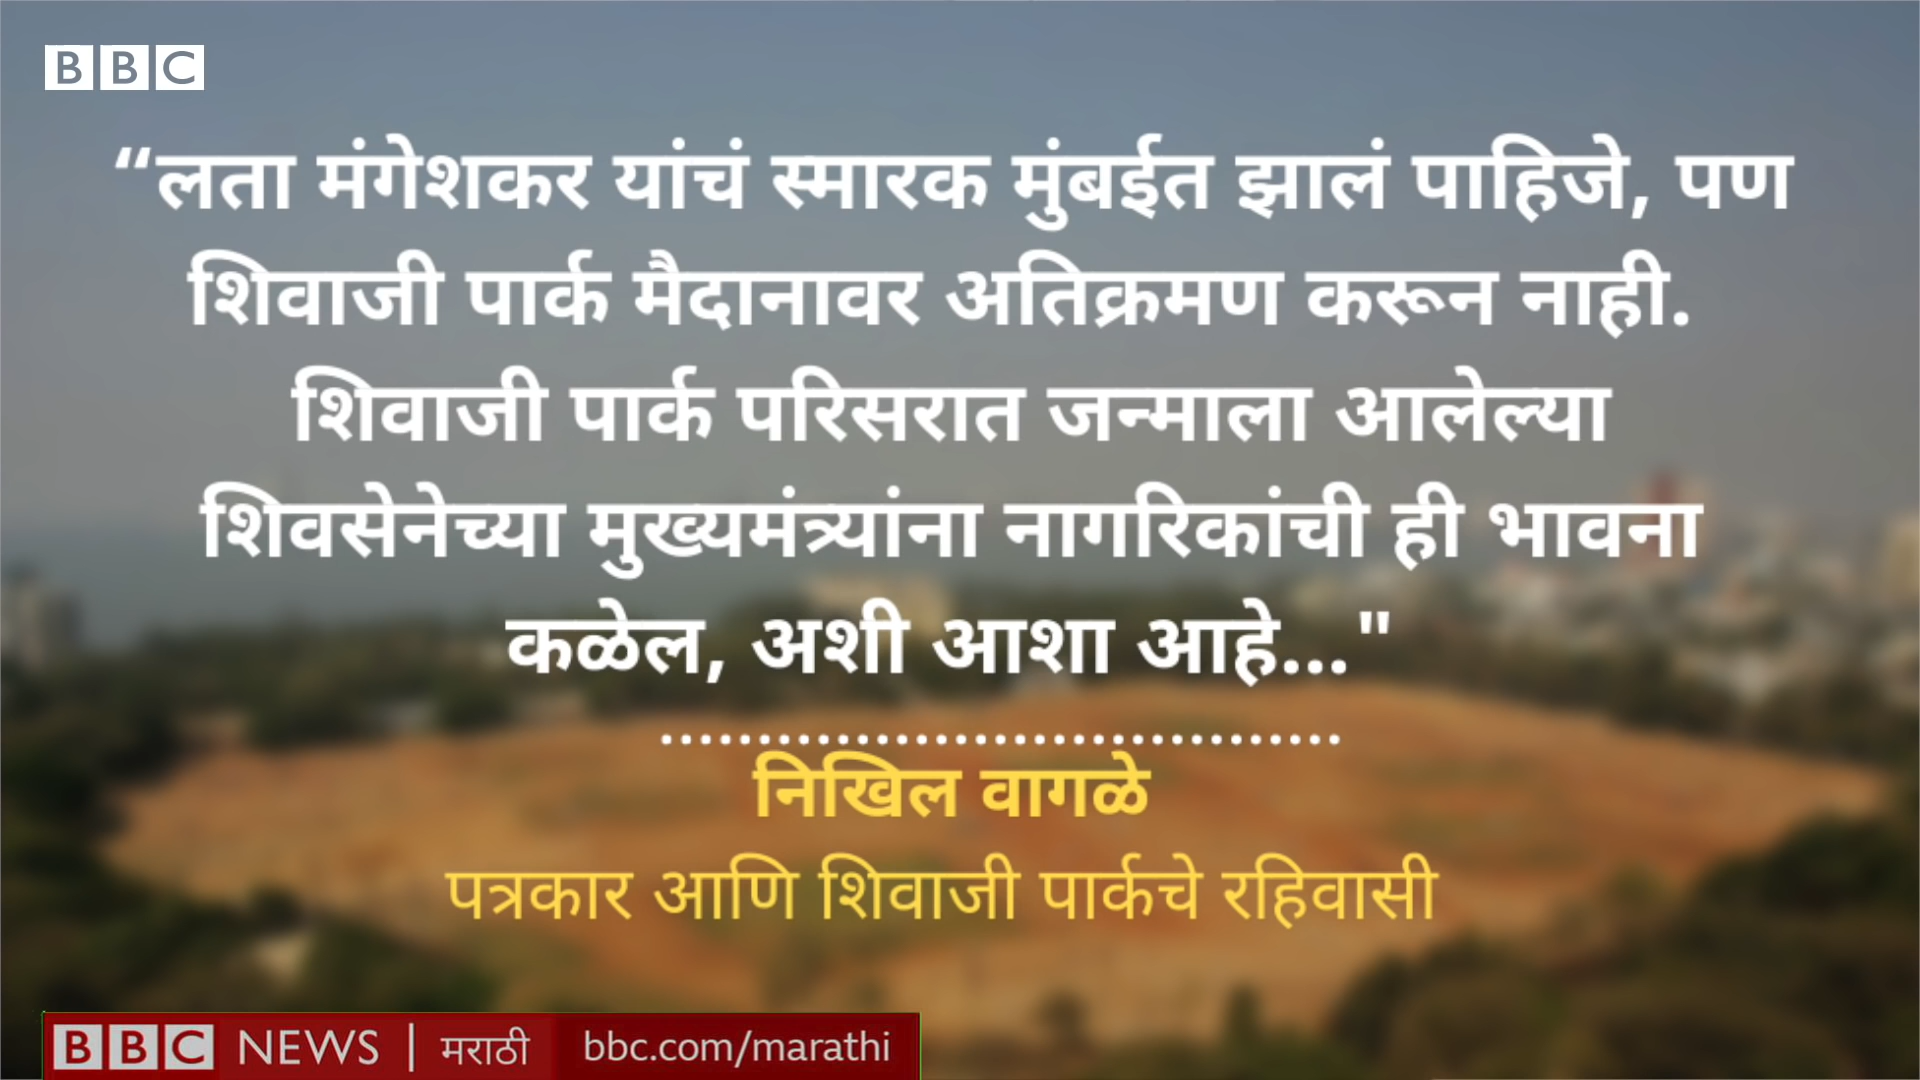 BBC
“लता मंगेशकर यांचं स्मारक मुंबईत झालं पाहिजे, पण
शिवाजी पार्क मैदानावर अतिक्रमण करून नाही.
शिवाजी पार्क परिसरात जन्माला आलेल्या
शिवसेनेच्या मुख्यमंत्र्यांना नागरिकांची ही भावना
कळेल, अशी आशा आहे..."
...................................
निखिल वागळे
पत्रकार आणि शिवाजी पार्कचे रहिवासी
BBC NEWS | मराठी bbc.com/marathi